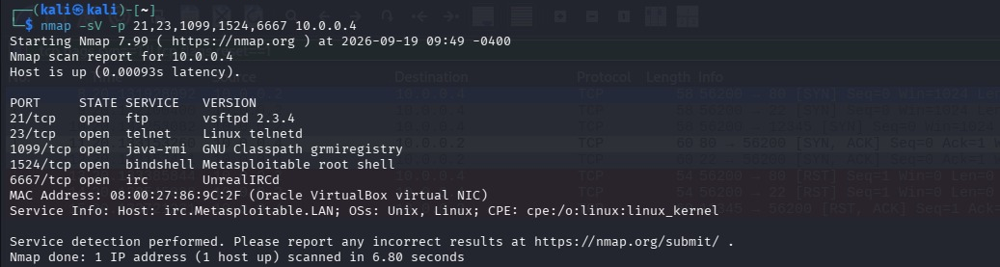 ┌──(kali㉿kali)-[~]
└─$ nmap -sV -p 21,23,1099,1524,6667 10.0.0.4
Starting Nmap 7.99 ( https://nmap.org ) at 2026-09-19 09:49 -0400
Nmap scan report for 10.0.0.4
Host is up (0.00093s latency).
Destination Protocol Length Info
PORT     STATE SERVICE   VERSION
21/tcp   open  ftp       vsftpd 2.3.4
23/tcp   open  telnet    Linux telnetd
1099/tcp open  java-rmi  GNU Classpath grmiregistry
1524/tcp open  bindshell Metasploitable root shell
6667/tcp open  irc       UnrealIRCd
MAC Address: 08:00:27:86:9C:2F (Oracle VirtualBox virtual NIC)
Service Info: Host: irc.Metasploitable.LAN; OSs: Unix, Linux; CPE: cpe:/o:linux:linux_kernel
Service detection performed. Please report any incorrect results at https://nmap.org/submit/ .
Nmap done: 1 IP address (1 host up) scanned in 6.80 seconds